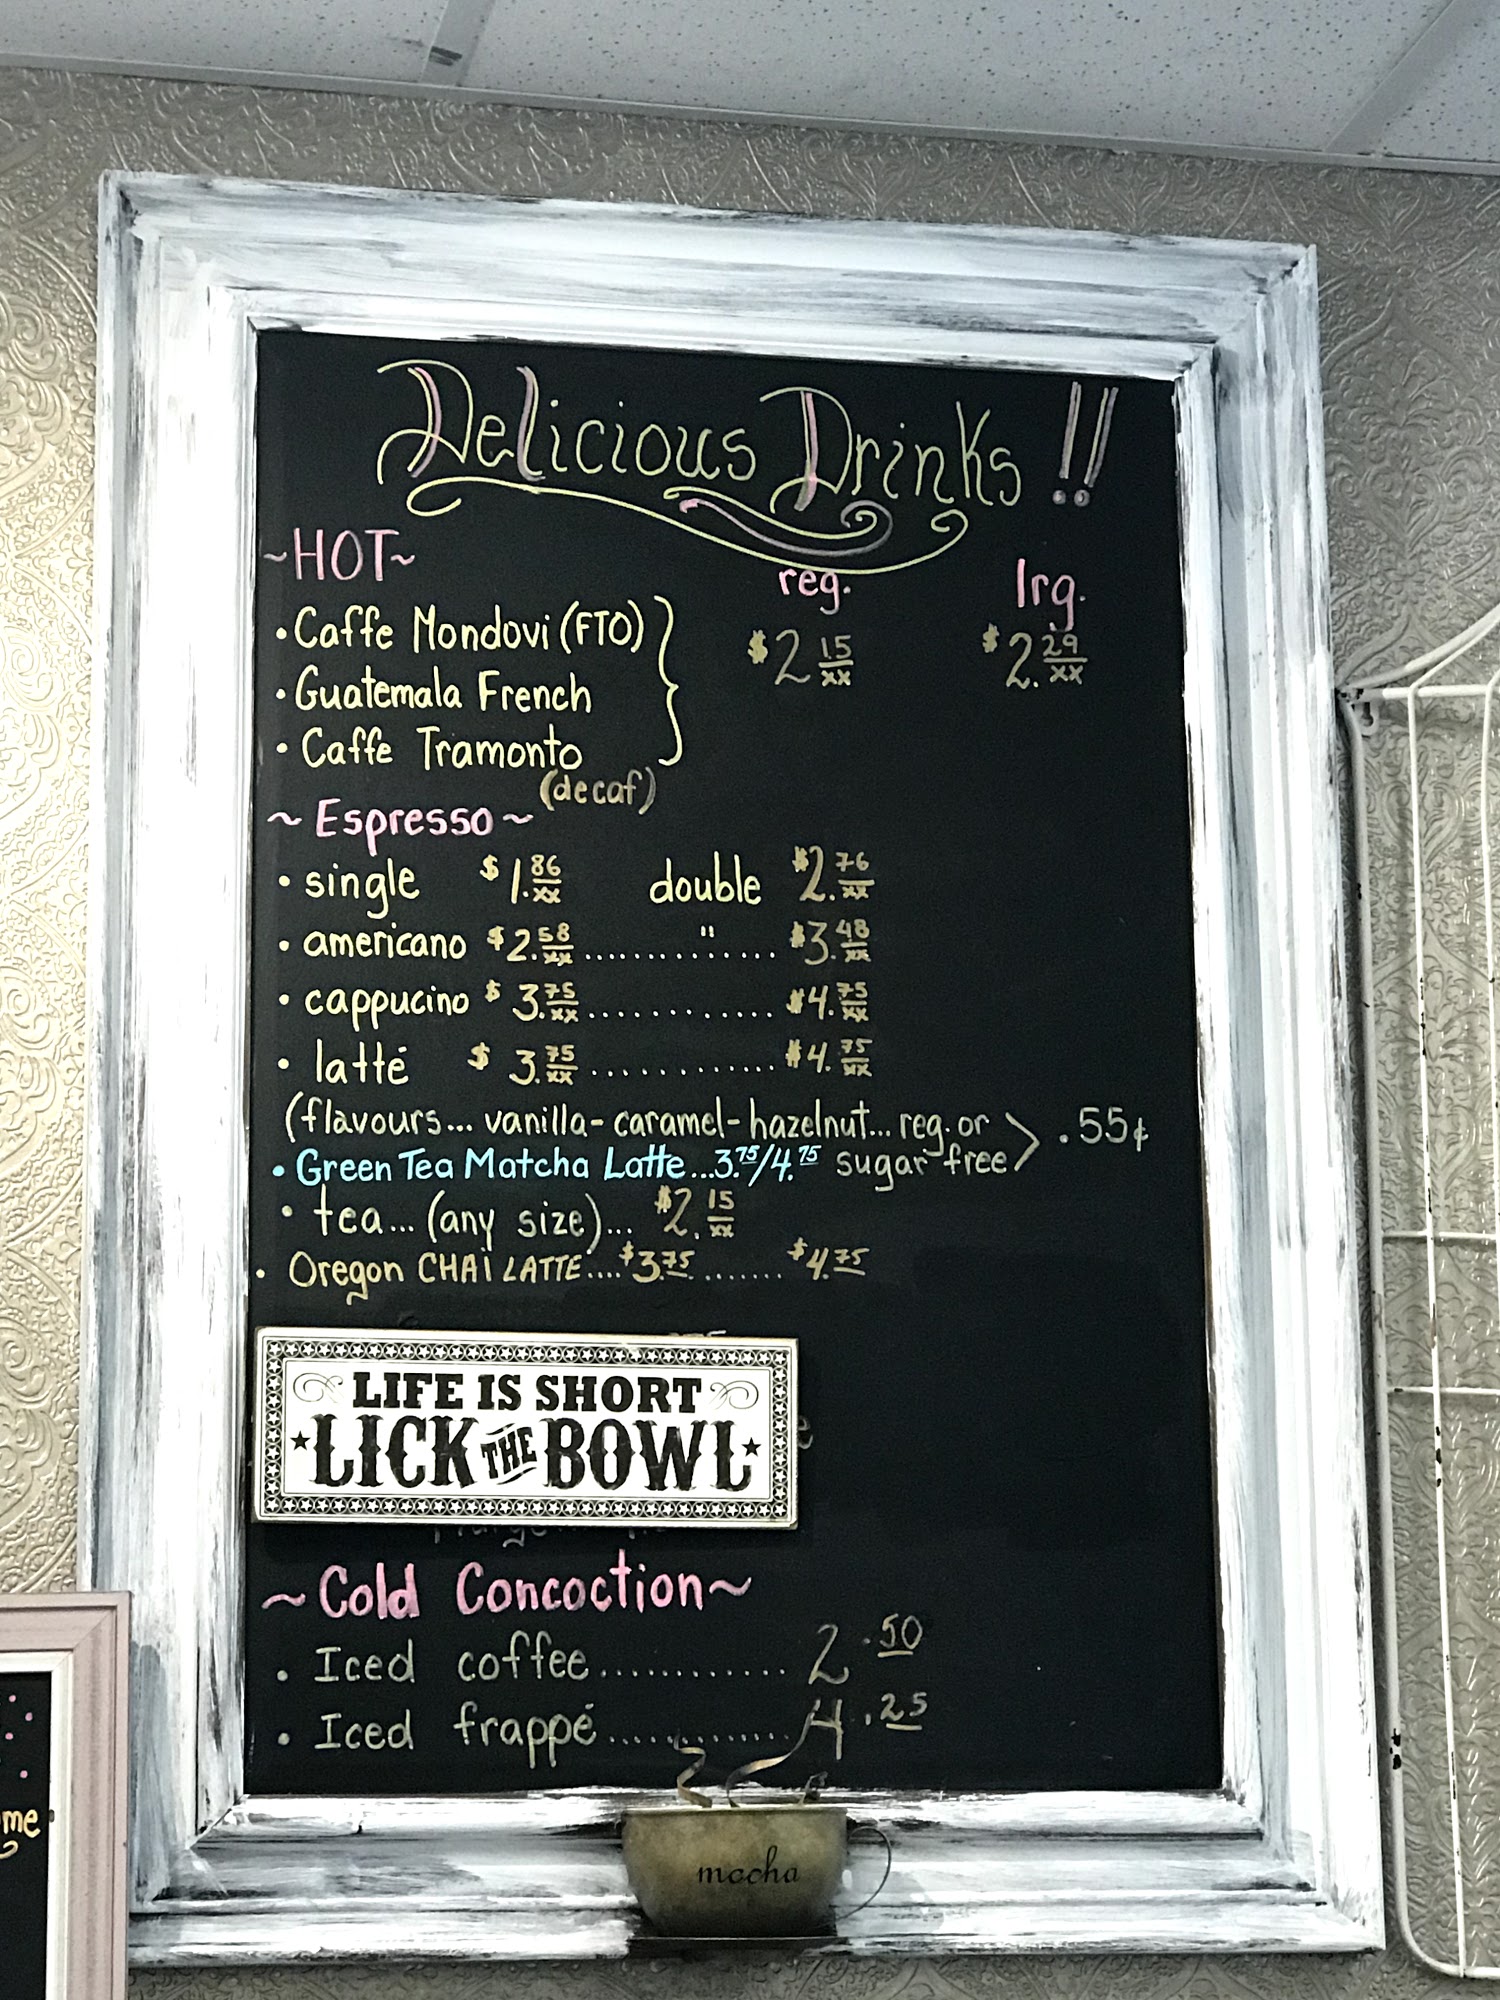 Delicious Drinks !!
~HOT~ reg. lrg.
• Caffe Mondovi (FTO) } $2 15/xx $2. 29/xx
• Guatemala French
• Caffe Tramonto
(decaf)
~ Espresso ~
• single $1. 86/xx double $2. 76/xx
• americano $2. 58/xx ............. " ...... $3. 48/xx
• cappucino $3. 75/xx ............. $4. 75/xx
• latté $3. 75/xx ............. $4. 75/xx
(flavours... vanilla - caramel - hazelnut... reg. or sugar free > .55¢
• Green Tea Matcha Latte...3.75/4.75
• tea... (any size)... $2. 15/xx
• Oregon CHAI LATTE....$3.75 ....... $4.75
LIFE IS SHORT
LICK THE BOWL
~ Cold Concoction ~
• Iced coffee............. 2.50
• Iced frappé............. 4.25
mocha
me